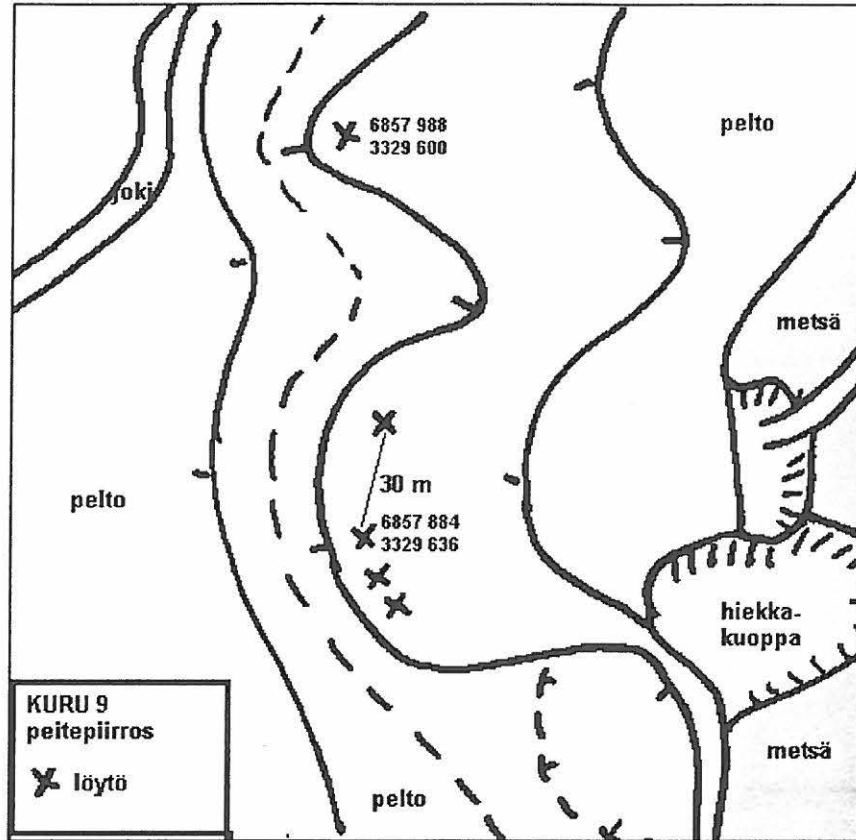 6857 988
3329 600
pelto
joki
metsä
30 m
pelto
6857 884
3329 636
hiekka-
kuoppa
KURU 9
peitepiirros
löytö
metsä
pelto